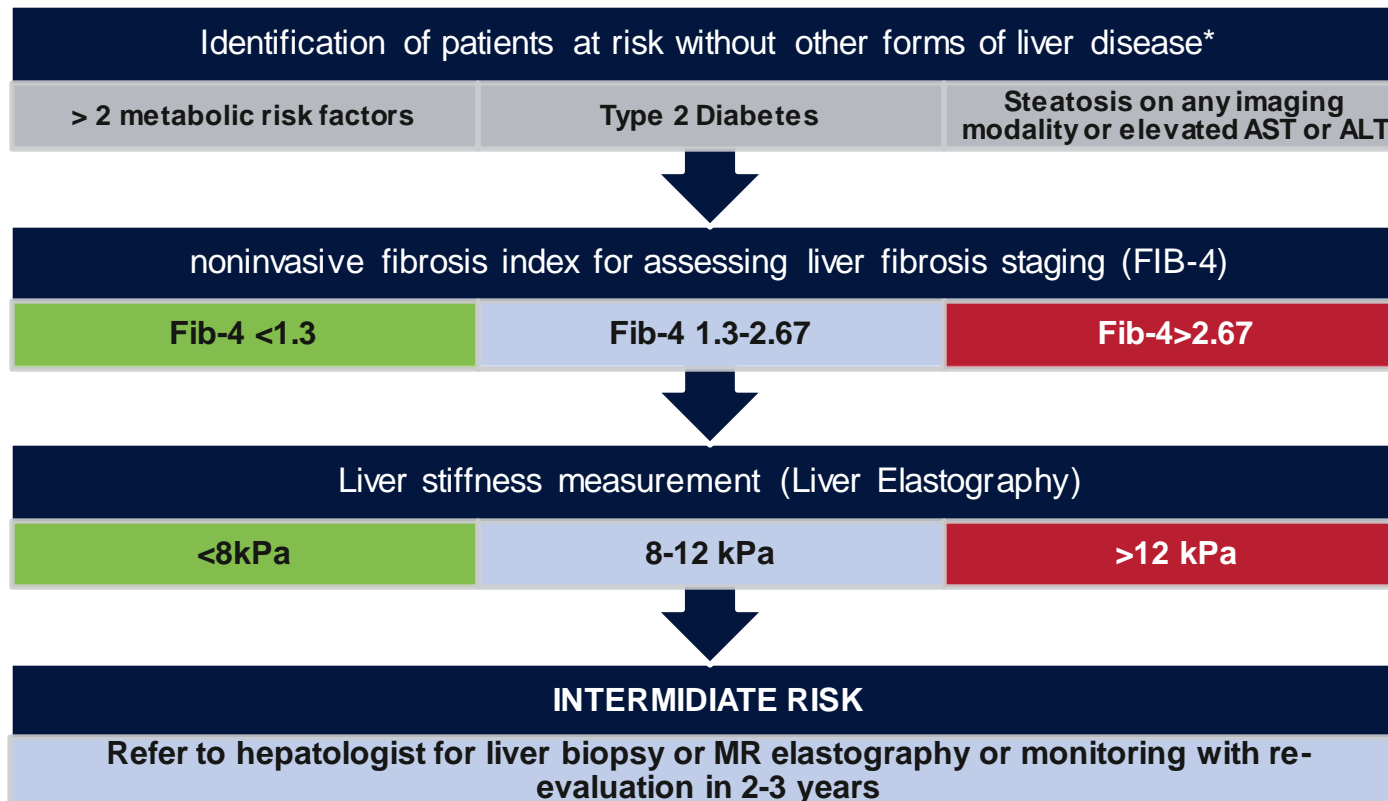 Identification of patients at risk without other forms of liver disease*
> 2 metabolic risk factors
Type 2 Diabetes
Steatosis on any imaging
modality or elevated AST or ALT
noninvasive fibrosis index for assessing liver fibrosis staging (FIB-4)
Fib-4 <1.3
Fib-4 1.3-2.67
Fib-4>2.67
Liver stiffness measurement (Liver Elastography)
<8kPa
8-12 kPa
>12 kPa
INTERMIDIATE RISK
Refer to hepatologist for liver biopsy or MR elastography or monitoring with re-
evaluation in 2-3 years